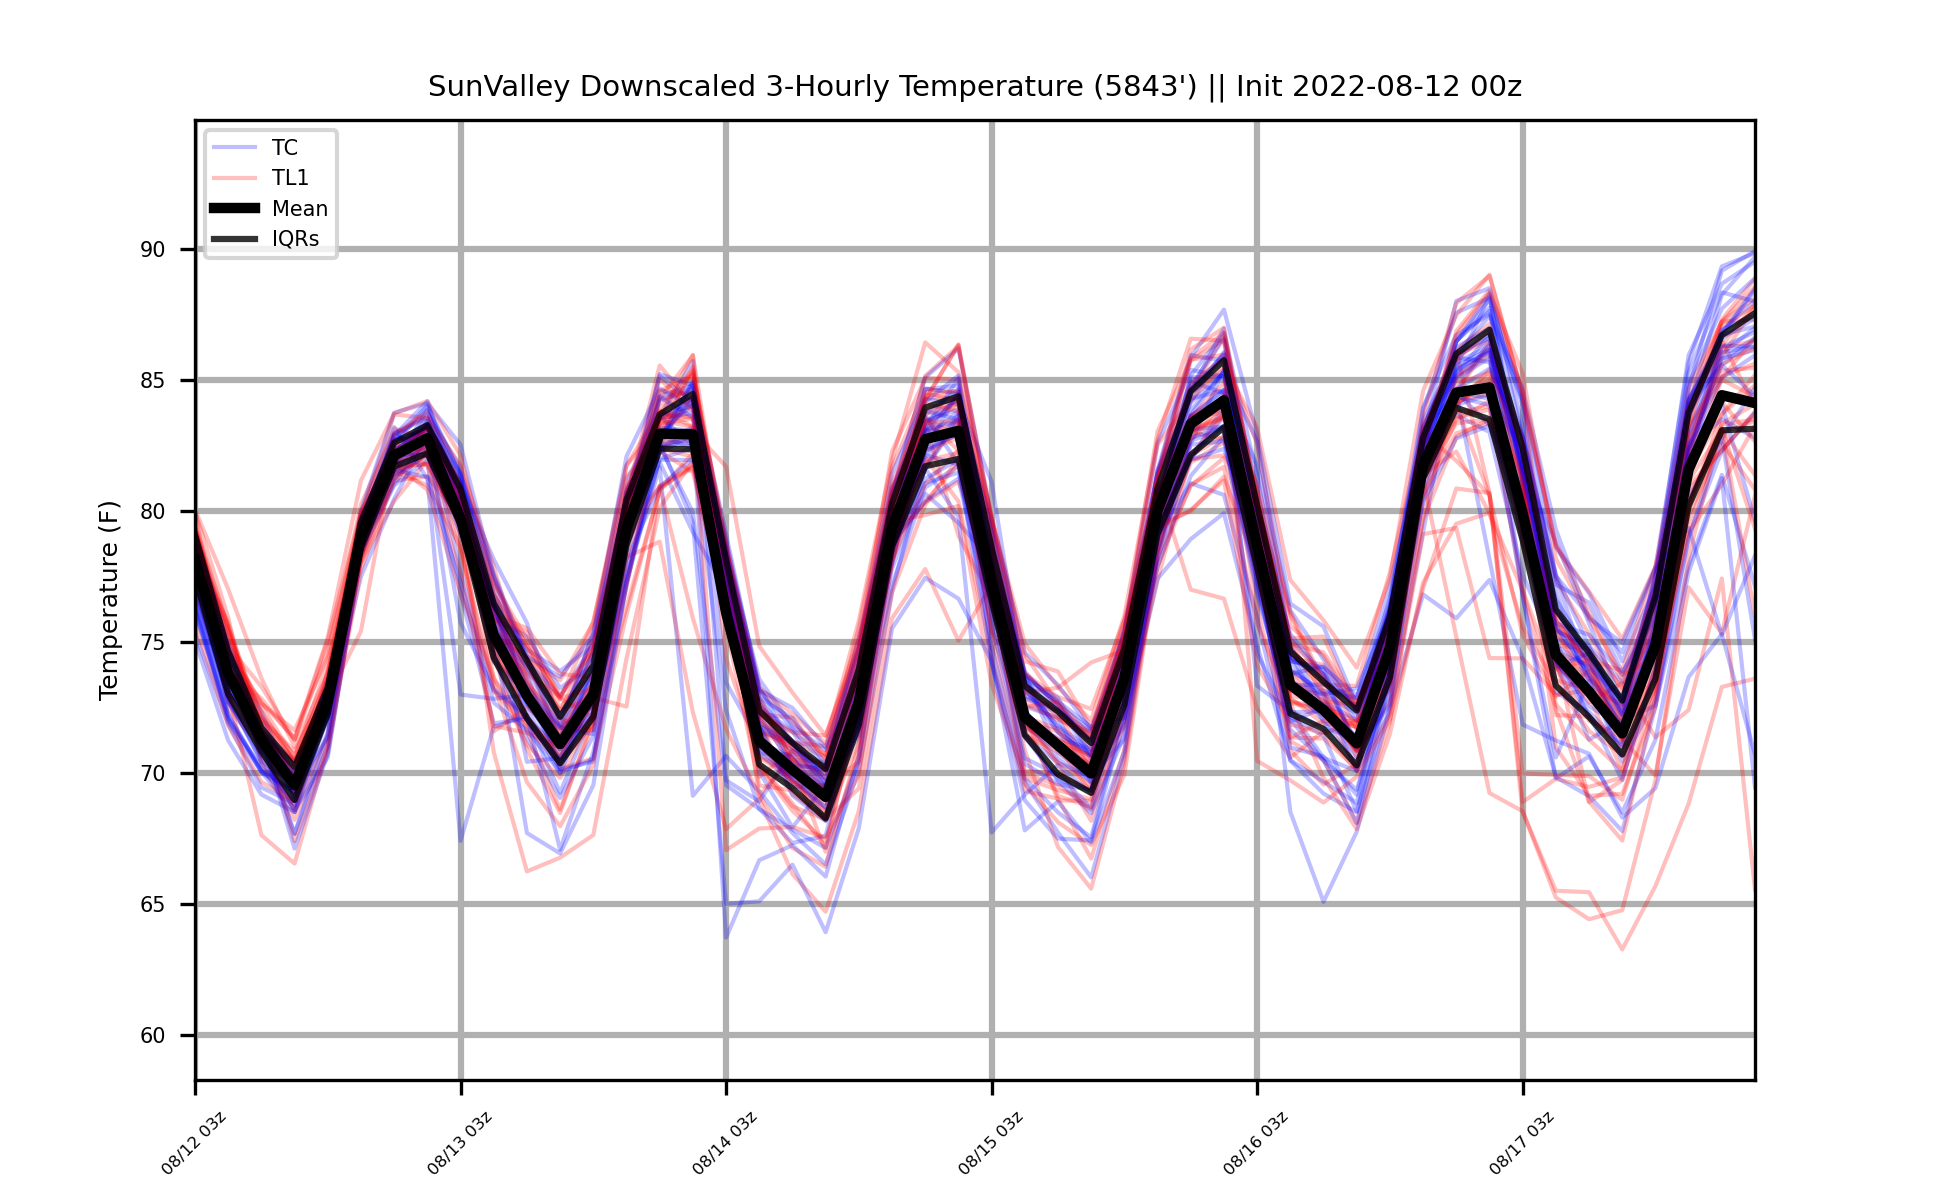 SunValley Downscaled 3-Hourly Temperature (5843') || Init 2022-08-12 00z
TC
TL1
Mean
IQRs
Temperature (F)
90
85
80
75
70
65
60
08/12 03z
08/13 03z
08/14 03z
08/15 03z
08/16 03z
08/17 03z